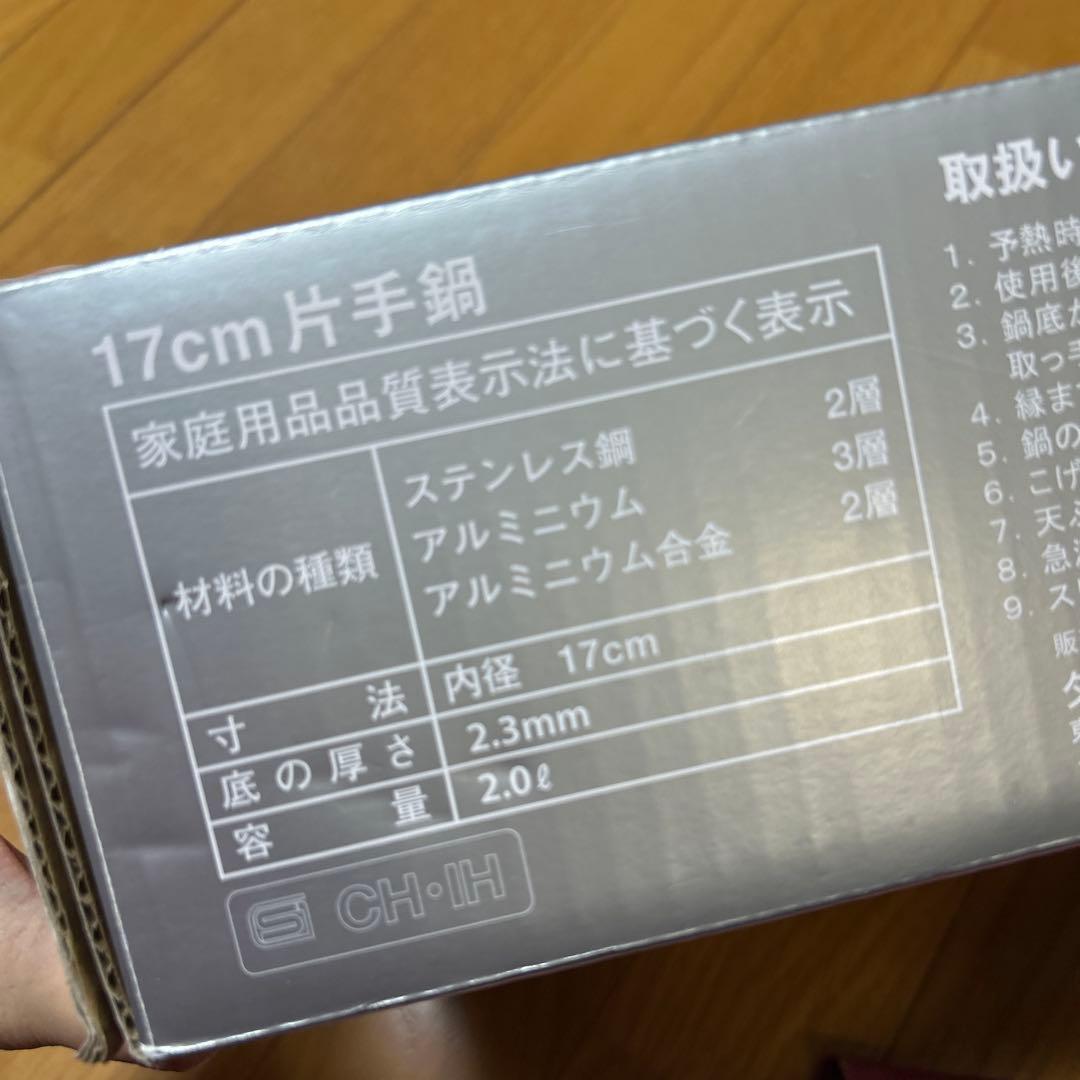 17cm片手鍋
家庭用品品質表示法に基づく表示
材料の種類
ステンレス鋼 2層
アルミニウム 3層
アルミニウム合金 2層
寸法 内径 17cm
底の厚さ 2.3mm
容量 2.0ℓ
CH・IH
取扱い
1. 予熱時
2. 使用後
3. 鍋底が
取っ手
4. 縁ま
5. 鍋の
6. こげ
7. 天ぷ
8. 急
9. ス
販